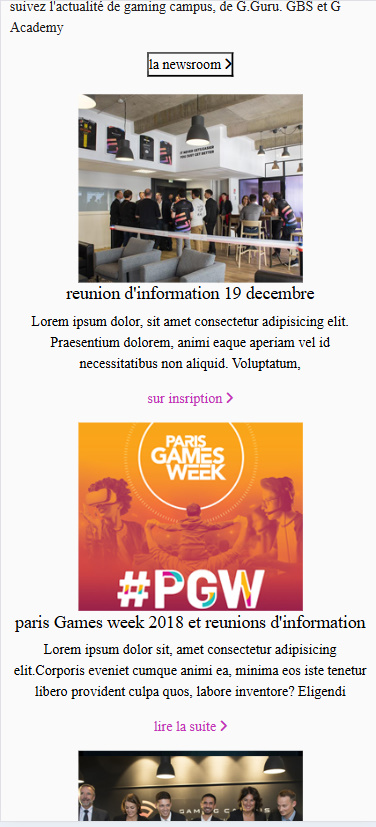 suivez l'actualité de gaming campus, de G.Guru. GBS et G
Academy
la newsroom
reunion d'information 19 decembre
Lorem ipsum dolor, sit amet consectetur adipisicing elit.
Praesentium dolorem, animi eaque aperiam vel id
necessitatibus non aliquid. Voluptatum,
sur insription
PARIS
GAMES
WEEK
#PGW
paris Games week 2018 et reunions d'information
Lorem ipsum dolor sit, amet consectetur adipisicing
elit.Corporis eveniet cumque animi ea, minima eos iste tenetur
libero provident culpa quos, labore inventore? Eligendi
lire la suite
GAMING CAMPUS